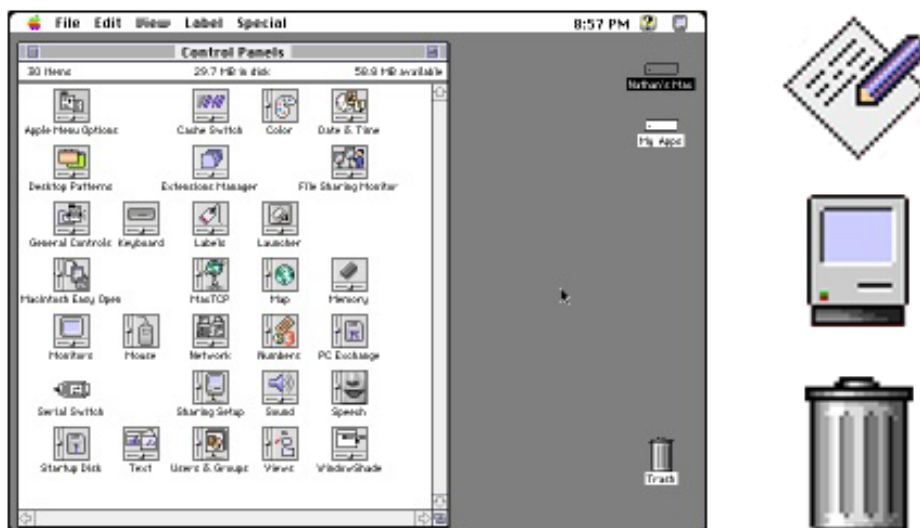 File Edit View Label Special 8:57 PM
Control Panels
30 items 29.7 MB in disk 58.8 MB available
Apple Menu Options Cache Switch Color Date & Time
Desktop Patterns Extensions Manager File Sharing Monitor
General Controls Keyboard Labels Launcher
Macintosh Easy Open MacTCP Map Memory
Monitors Mouse Network Numbers PC Exchange
Serial Switch Sharing Setup Sound Speech
Startup Disk Text Users & Groups Views WindowShade
Nathan's Mac
My Apps
Trash